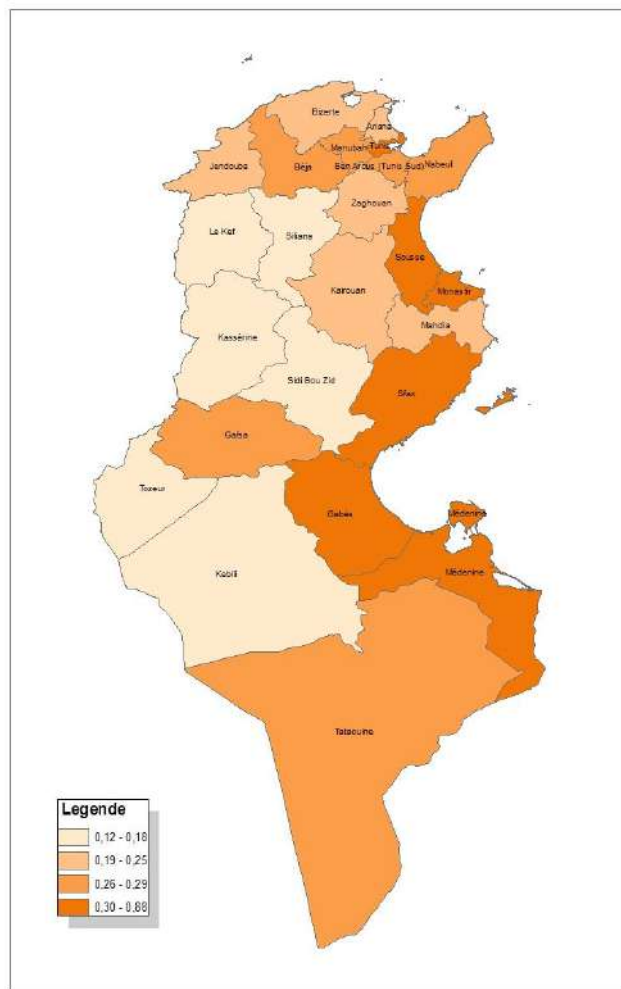 Bizerte
Ariana
Manubah
Tunis
Jendouba
Béja
Ben Arous (Tunis Sud)
Nabeul
Zaghouan
Le Kef
Siliana
Sousse
Kairouan
Monastir
Mahdia
Kassérine
Sidi Bou Zid
Sfax
Gafsa
Tozeur
Gabès
Médenine
Kebili
Médenine
Tataouine
Legende
0,12 - 0,18
0,19 - 0,25
0,26 - 0,29
0,30 - 0,88